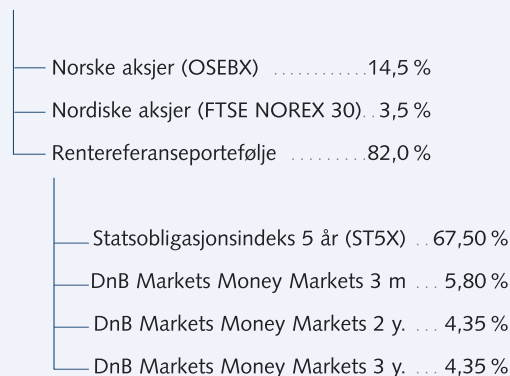 Norske aksjer (OSEBX) ............14,5 %
Nordiske aksjer (FTSE NOREX 30)..3,5 %
Rentereferanseportefølje .........82,0 %
Statsobligasjonsindeks 5 år (ST5X) ..67,50 %
DnB Markets Money Markets 3 m ... 5,80 %
DnB Markets Money Markets 2 y. ... 4,35 %
DnB Markets Money Markets 3 y. ... 4,35 %